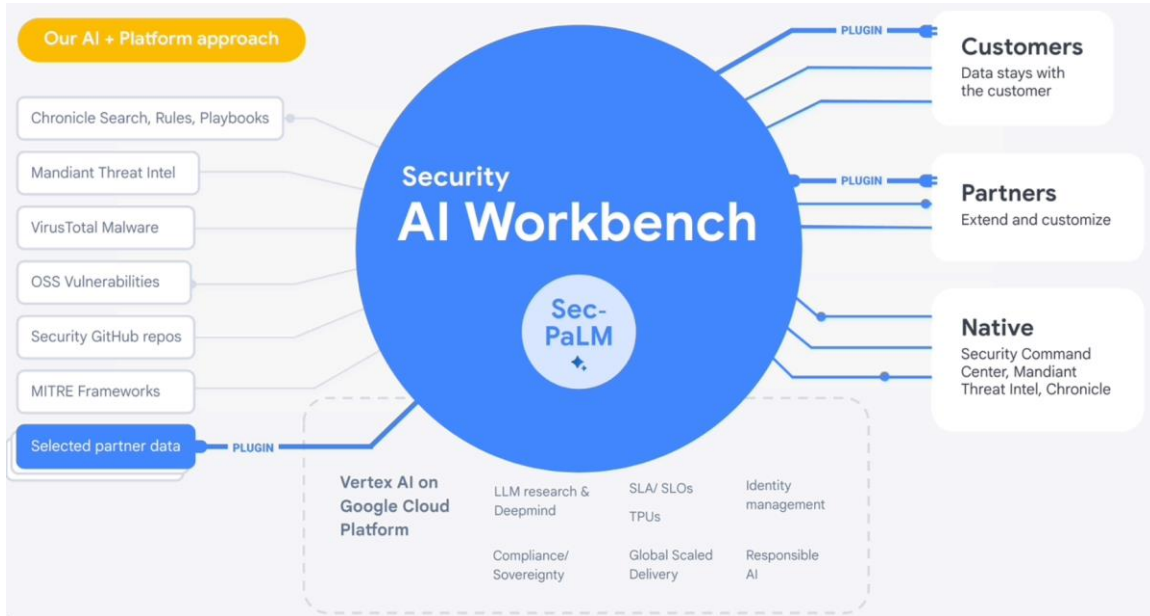 Our AI + Platform approach
Chronicle Search, Rules, Playbooks
Mandiant Threat Intel
VirusTotal Malware
OSS Vulnerabilities
Security GitHub repos
MITRE Frameworks
Selected partner data
PLUGIN
Security
AI Workbench
Sec-
PaLM
PLUGIN
Customers
Data stays with
the customer
PLUGIN
Partners
Extend and customize
Native
Security Command
Center, Mandiant
Threat Intel, Chronicle
Vertex AI on
Google Cloud
Platform
LLM research &
Deepmind
SLA/ SLOs
TPUs
Identity
management
Compliance/
Sovereignty
Global Scaled
Delivery
Responsible
AI